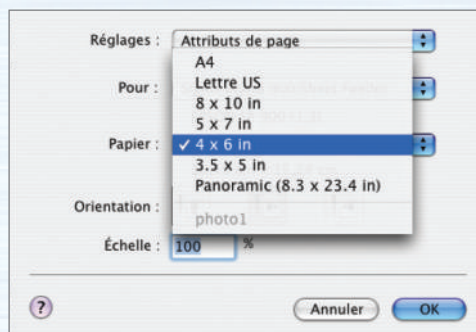 Réglages :
Attributs de page
A4
Lettre US
Pour :
8 x 10 in
5 x 7 in
Papier :
✓ 4 x 6 in
3.5 x 5 in
Panoramic (8.3 x 23.4 in)
Orientation :
photo1
Échelle :
100 %
?
Annuler
OK